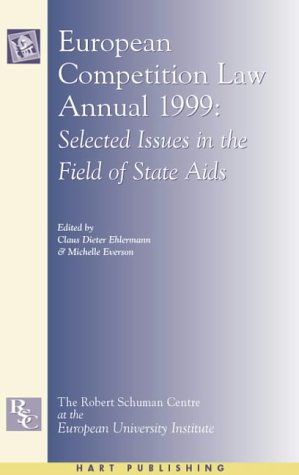 European
Competition Law
Annual 1999:
Selected Issues in the
Field of State Aids
Edited by
Claus Dieter Ehlermann
& Michelle Everson
The Robert Schuman Centre
at the
European University Institute
RSC
HART PUBLISHING